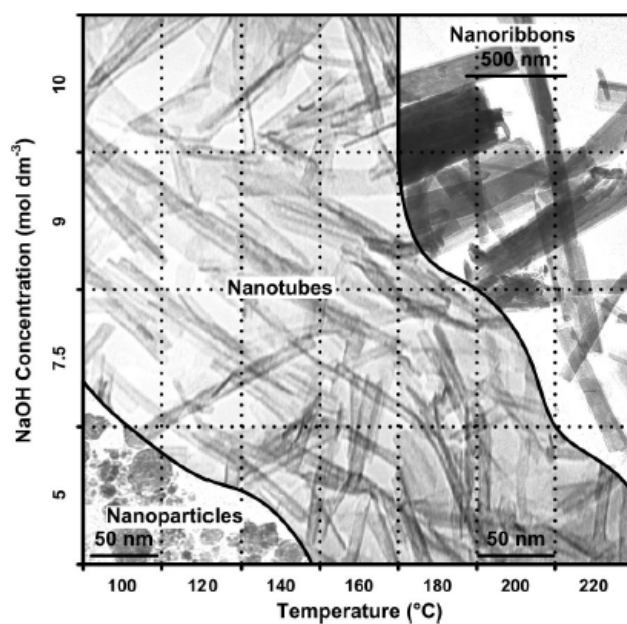 Nanoribbons
500 nm
10
9
Nanotubes
7.5
5
Nanoparticles
50 nm
50 nm
NaOH Concentration (mol dm⁻³)
100 120 140 160 180 200 220
Temperature (°C)